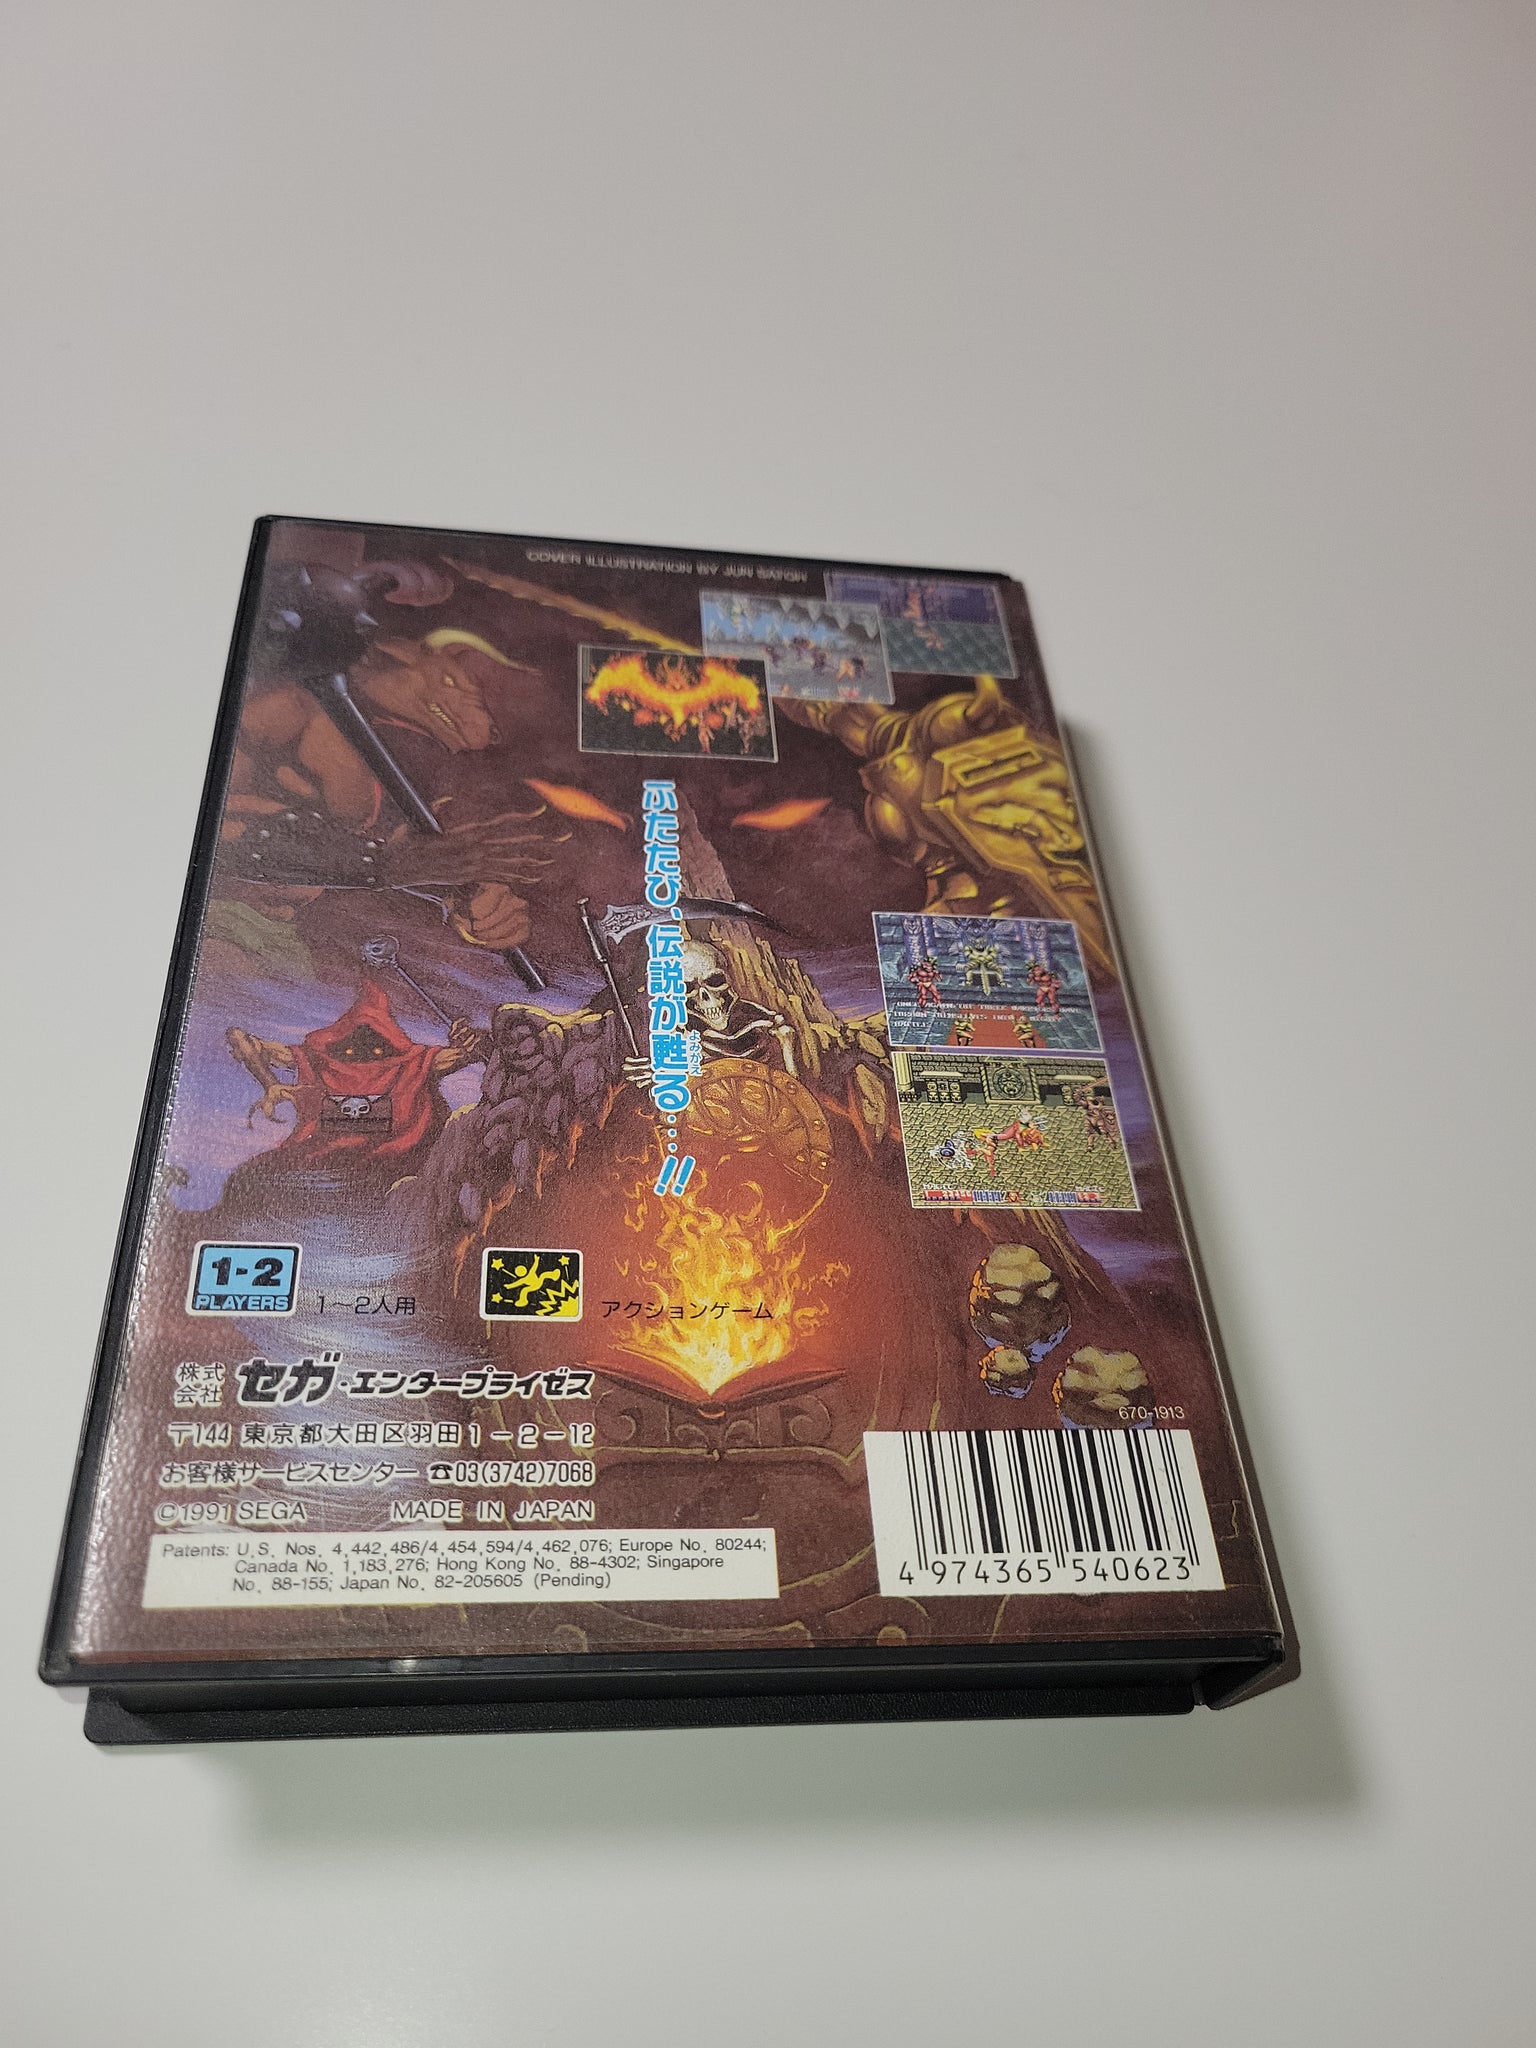 COVER ILLUSTRATION BY JUN SATOH
ふたたび、伝説が甦る…!!
よみがえ
1-2
PLAYERS
1～2人用
アクションゲーム
株式会社 セガ・エンタープライゼス
〒144 東京都大田区羽田1-2-12
お客様サービスセンター ☎03(3742)7068
©1991 SEGA MADE IN JAPAN
Patents: U.S. Nos. 4,442,486/4,454,594/4,462,076; Europe No. 80244;
Canada No. 1,183,276; Hong Kong No. 88-4302; Singapore
No. 88-155; Japan No. 82-205605 (Pending)
670-1913
4 974365 540623